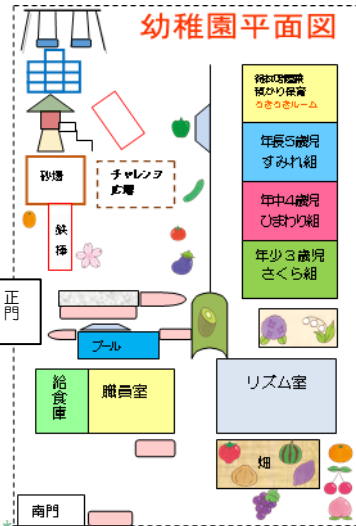 幼稚園平面図
預かり保育
うきうきルーム
年長5歳児
すみれ組
砂場
チャレンジ
広場
年中4歳児
ひまわり組
鉄
棒
年少3歳児
さくら組
正
門
プール
給
食
庫
職員室
リズム室
畑
南門